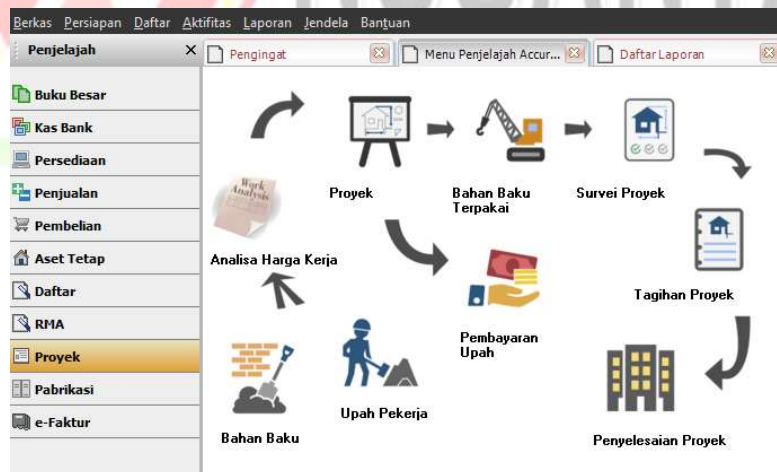 Berkas Persiapan Daftar Aktifitas Laporan Jendela Bantuan
Penjelajah
Pengingat
Menu Penjelajah Accur...
Daftar Laporan
Buku Besar
Kas Bank
Persediaan
Penjualan
Pembelian
Aset Tetap
Daftar
RMA
Proyek
Pabrikasi
e-Faktur
Proyek
Bahan Baku
Terpakai
Survei Proyek
Work
Analysis
Analisa Harga Kerja
Tagihan Proyek
Pembayaran
Upah
Upah Pekerja
Bahan Baku
Penyelesaian Proyek